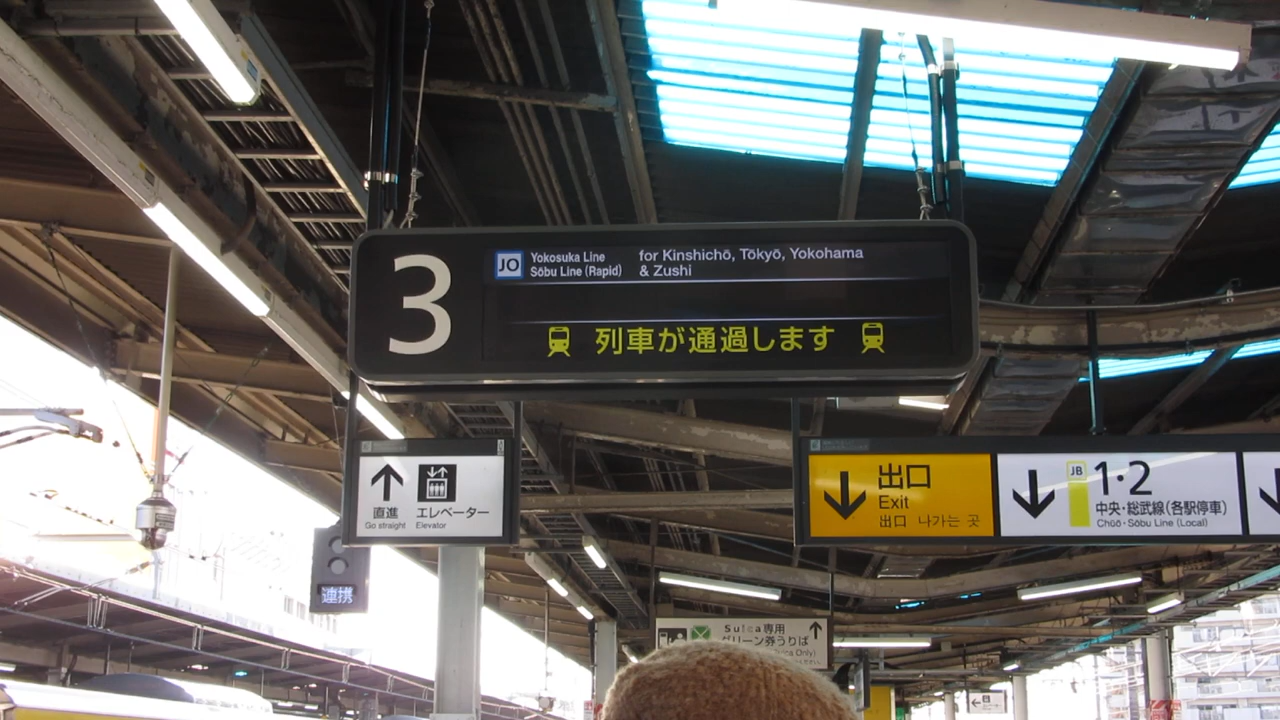 3
JO Yokosuka Line for Kinshichō, Tōkyō, Yokohama
Sōbu Line (Rapid) & Zushi
列車が通過します
直進
Go straight
エレベーター
Elevator
出口
Exit
出口 나가는 곳
JB 1·2
中央・総武線(各駅停車)
Chūō・Sōbu Line (Local)
連携
Suica専用
グリーン券うりば
Only)